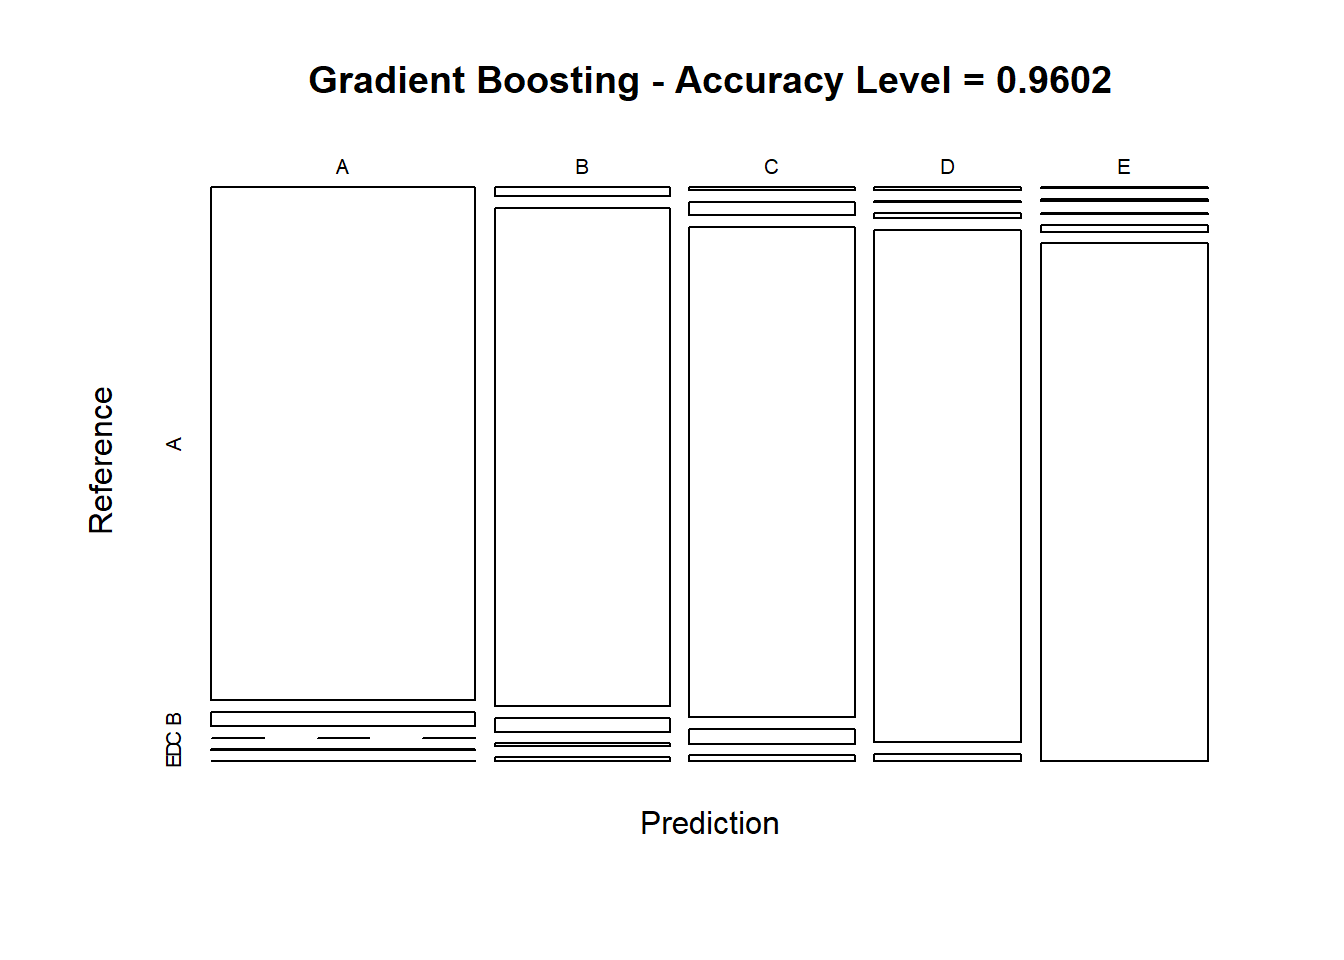 Gradient Boosting - Accuracy Level = 0.9602
A B C D E
Reference
A
B
C
D
E
Prediction